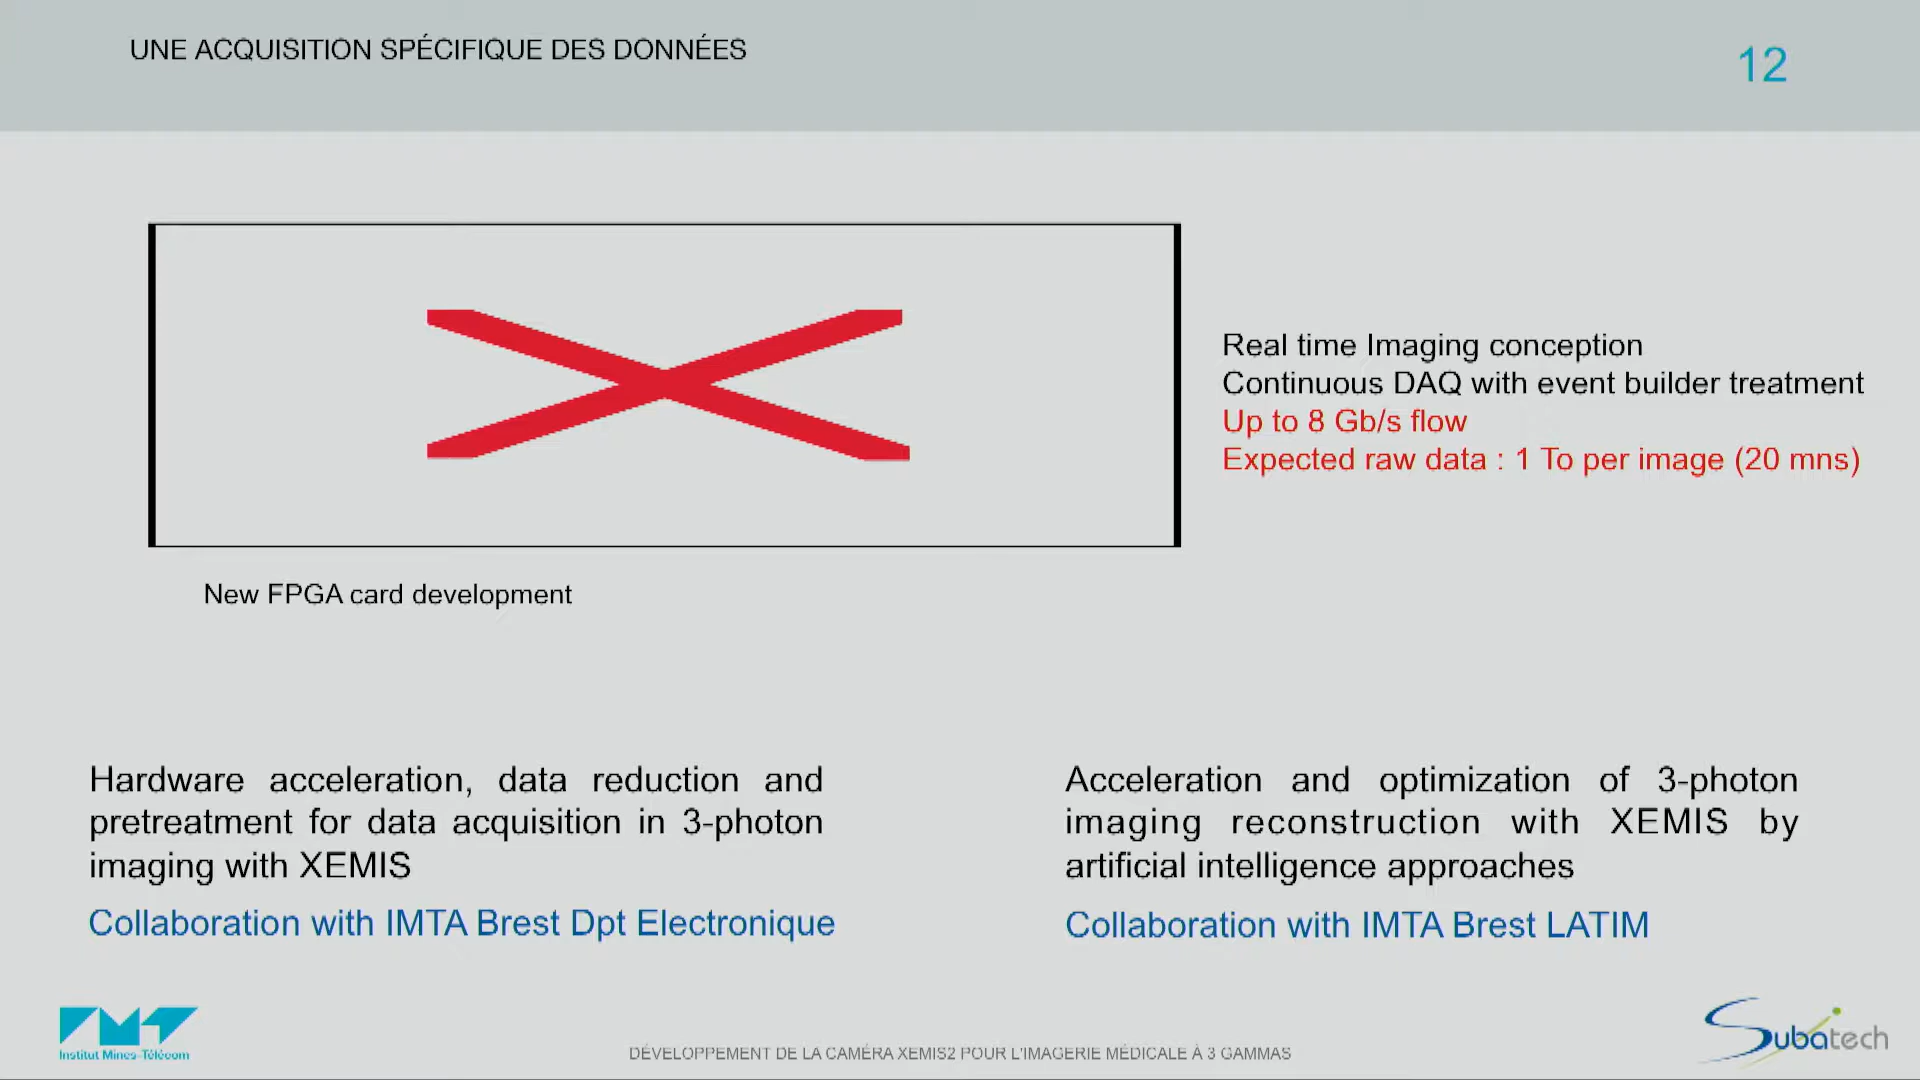 UNE ACQUISITION SPÉCIFIQUE DES DONNÉES
12
Real time Imaging conception
Continuous DAQ with event builder treatment
Up to 8 Gb/s flow
Expected raw data : 1 To per image (20 mns)
New FPGA card development
Hardware acceleration, data reduction and
pretreatment for data acquisition in 3-photon
imaging with XEMIS
Collaboration with IMTA Brest Dpt Electronique
Acceleration and optimization of 3-photon
imaging reconstruction with XEMIS by
artificial intelligence approaches
Collaboration with IMTA Brest LATIM
IMT
Institut Mines-Télécom
DÉVELOPPEMENT DE LA CAMÉRA XEMIS2 POUR L'IMAGERIE MÉDICALE À 3 GAMMAS
Subatech